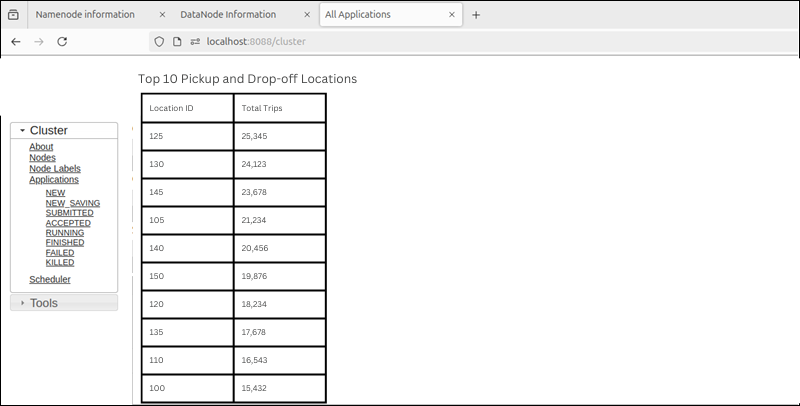 Namenode information
DataNode Information
All Applications
localhost:8088/cluster
Top 10 Pickup and Drop-off Locations
Cluster
About
Nodes
Node Labels
Applications
NEW
NEW_SAVING
SUBMITTED
ACCEPTED
RUNNING
FINISHED
FAILED
KILLED
Scheduler
Tools
Location ID Total Trips
125 25,345
130 24,123
145 23,678
105 21,234
140 20,456
150 19,876
120 18,234
135 17,678
110 16,543
100 15,432